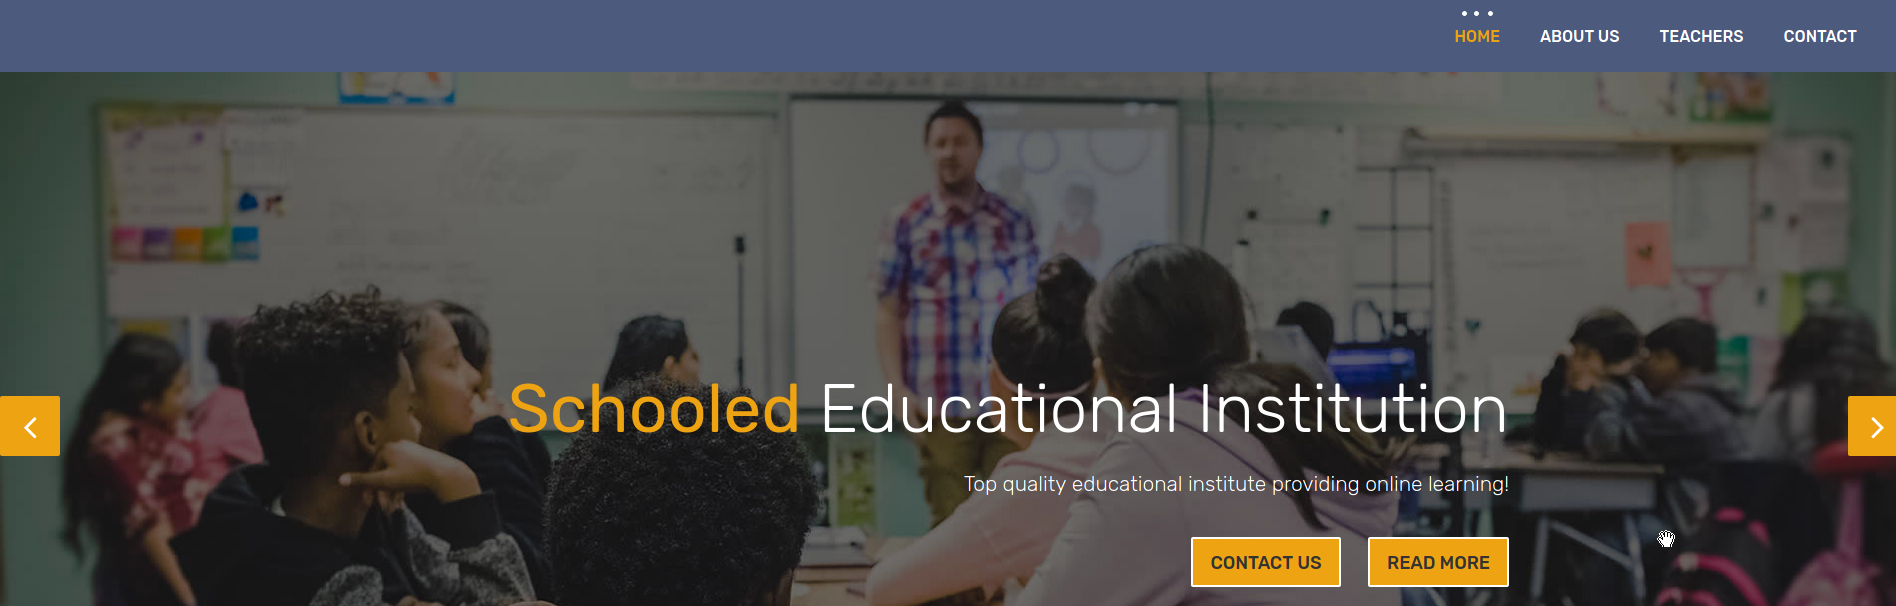 HOME ABOUT US TEACHERS CONTACT
Schooled Educational Institution
Top quality educational institute providing online learning!
CONTACT US READ MORE